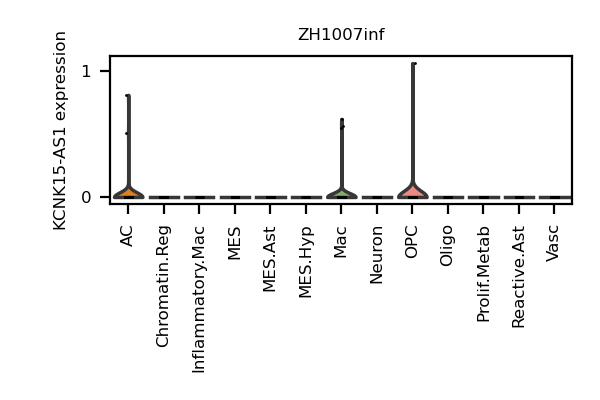 ZH1007inf
KCNK15-AS1 expression
1
0
AC
Chromatin.Reg
Inflammatory.Mac
MES
MES.Ast
MES.Hyp
Mac
Neuron
OPC
Oligo
Prolif.Metab
Reactive.Ast
Vasc